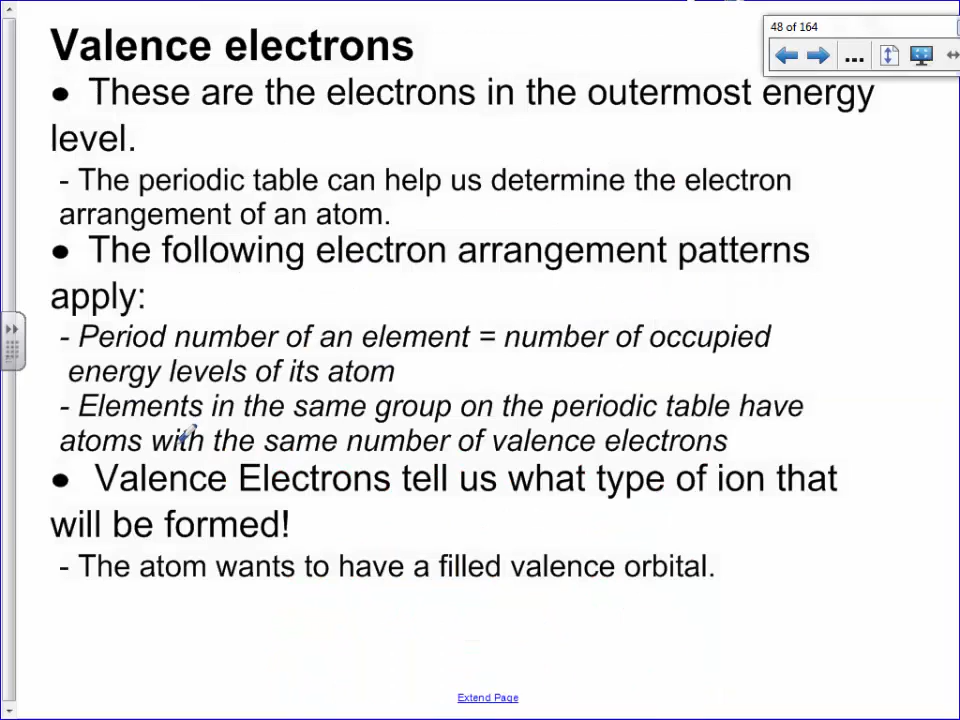 48 of 164
Valence electrons
● These are the electrons in the outermost energy
level.
- The periodic table can help us determine the electron
arrangement of an atom.
● The following electron arrangement patterns
apply:
- Period number of an element = number of occupied
energy levels of its atom
- Elements in the same group on the periodic table have
atoms with the same number of valence electrons
● Valence Electrons tell us what type of ion that
will be formed!
- The atom wants to have a filled valence orbital.
Extend Page